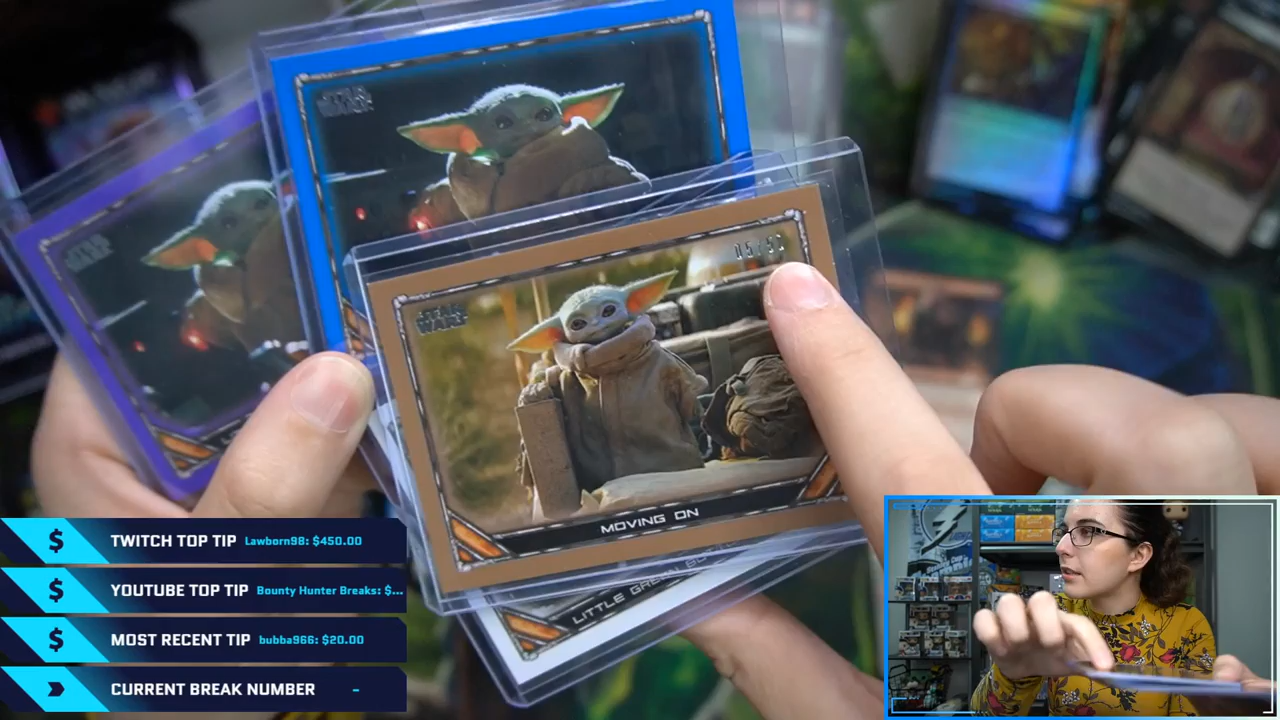 STAR WARS
STAR WARS
STAR WARS
MOVING ON
LITTLE GREEN
TWITCH TOP TIP Lawborn98: $450.00
YOUTUBE TOP TIP Bounty Hunter Breaks: $...
MOST RECENT TIP bubba966: $20.00
CURRENT BREAK NUMBER -